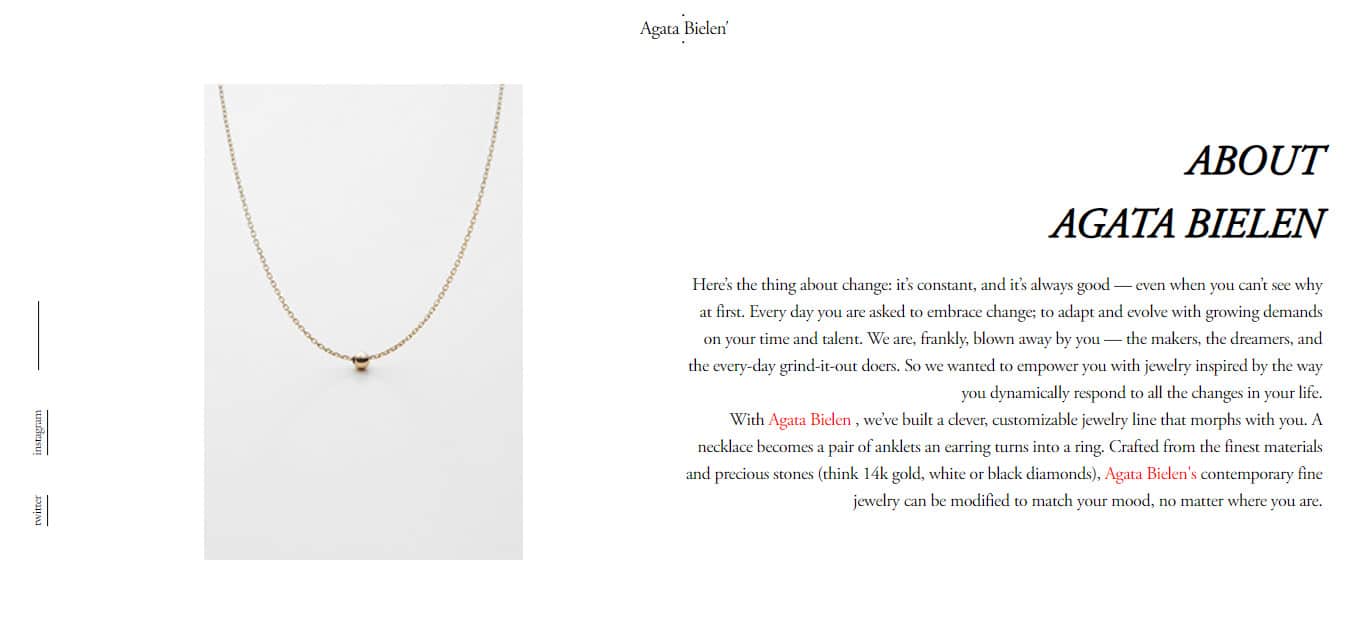 Agata Bielen'
ABOUT
AGATA BIELEN
Here's the thing about change: it's constant, and it's always good — even when you can't see why
at first. Every day you are asked to embrace change; to adapt and evolve with growing demands
on your time and talent. We are, frankly, blown away by you — the makers, the dreamers, and
the every-day grind-it-out doers. So we wanted to empower you with jewelry inspired by the way
you dynamically respond to all the changes in your life.
With Agata Bielen , we've built a clever, customizable jewelry line that morphs with you. A
necklace becomes a pair of anklets an earring turns into a ring. Crafted from the finest materials
and precious stones (think 14k gold, white or black diamonds), Agata Bielen's contemporary fine
jewelry can be modified to match your mood, no matter where you are.
instagram
twitter